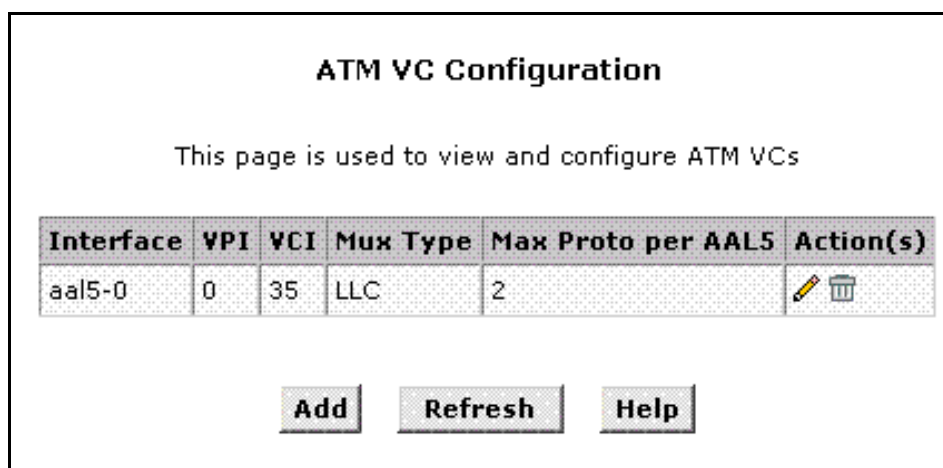 ATM VC Configuration
This page is used to view and configure ATM VCs
Interface VPI VCI Mux Type Max Proto per AAL5 Action(s)
aal5-0 0 35 LLC 2
Add Refresh Help